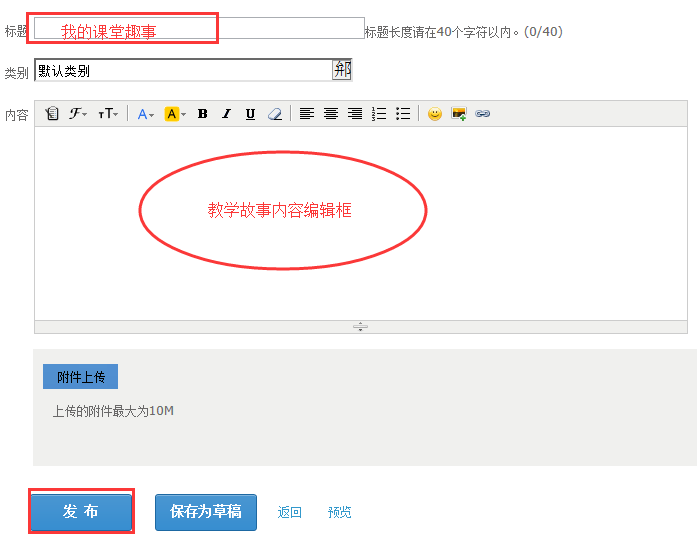 标题 我的课堂趣事 标题长度请在40个字符以内。(0/40)
类别 默认类别
内容 ℱ тT A A B I U
教学故事内容编辑框
附件上传
上传的附件最大为10M
发 布 保存为草稿 返回 预览